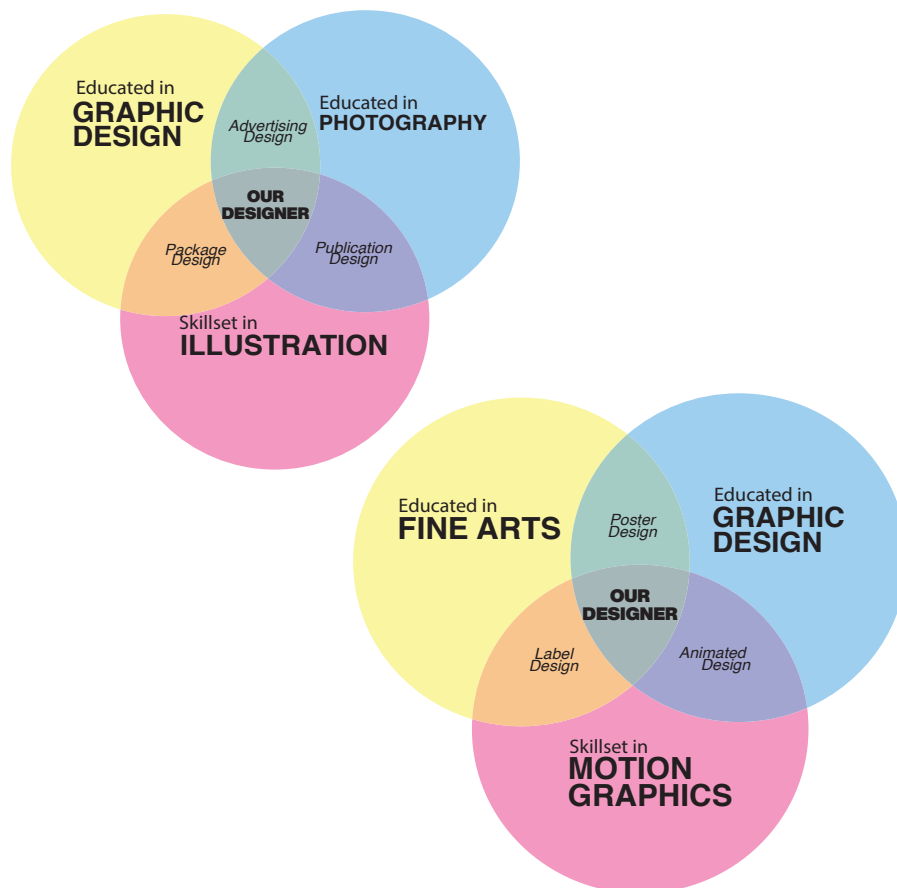 Educated in
GRAPHIC
DESIGN
Advertising
Design
Educated in
PHOTOGRAPHY
OUR
DESIGNER
Package
Design
Publication
Design
Skillset in
ILLUSTRATION
Educated in
FINE ARTS
Poster
Design
Educated in
GRAPHIC
DESIGN
OUR
DESIGNER
Label
Design
Animated
Design
Skillset in
MOTION
GRAPHICS